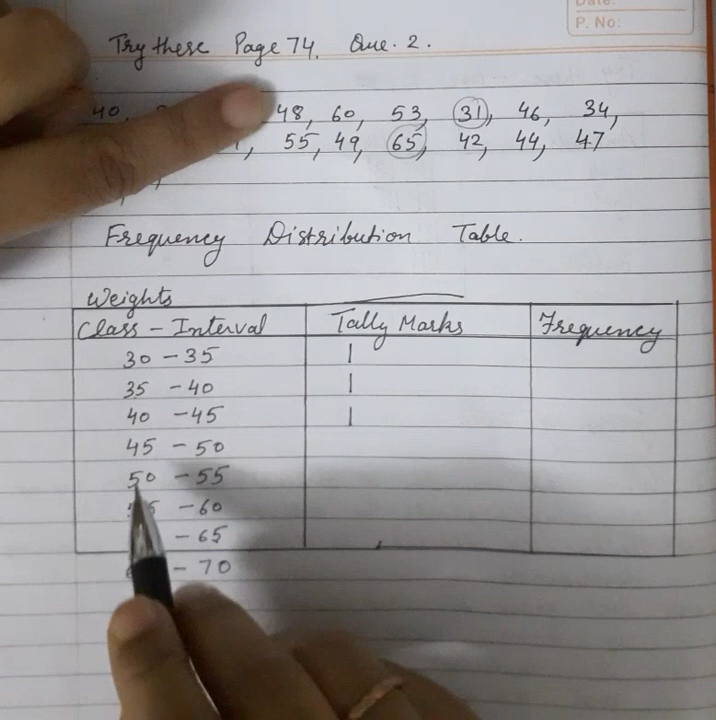 Date:
P. No:
Try these Page 74. Que. 2.
40, 48, 60, 53, 31, 46, 34,
55, 49, 65, 42, 44, 47
Frequency Distribution Table.
Weights
Class - Interval Tally Marks Frequency
30 - 35 |
35 - 40 |
40 - 45 |
45 - 50
50 - 55
- 60
- 65
- 70